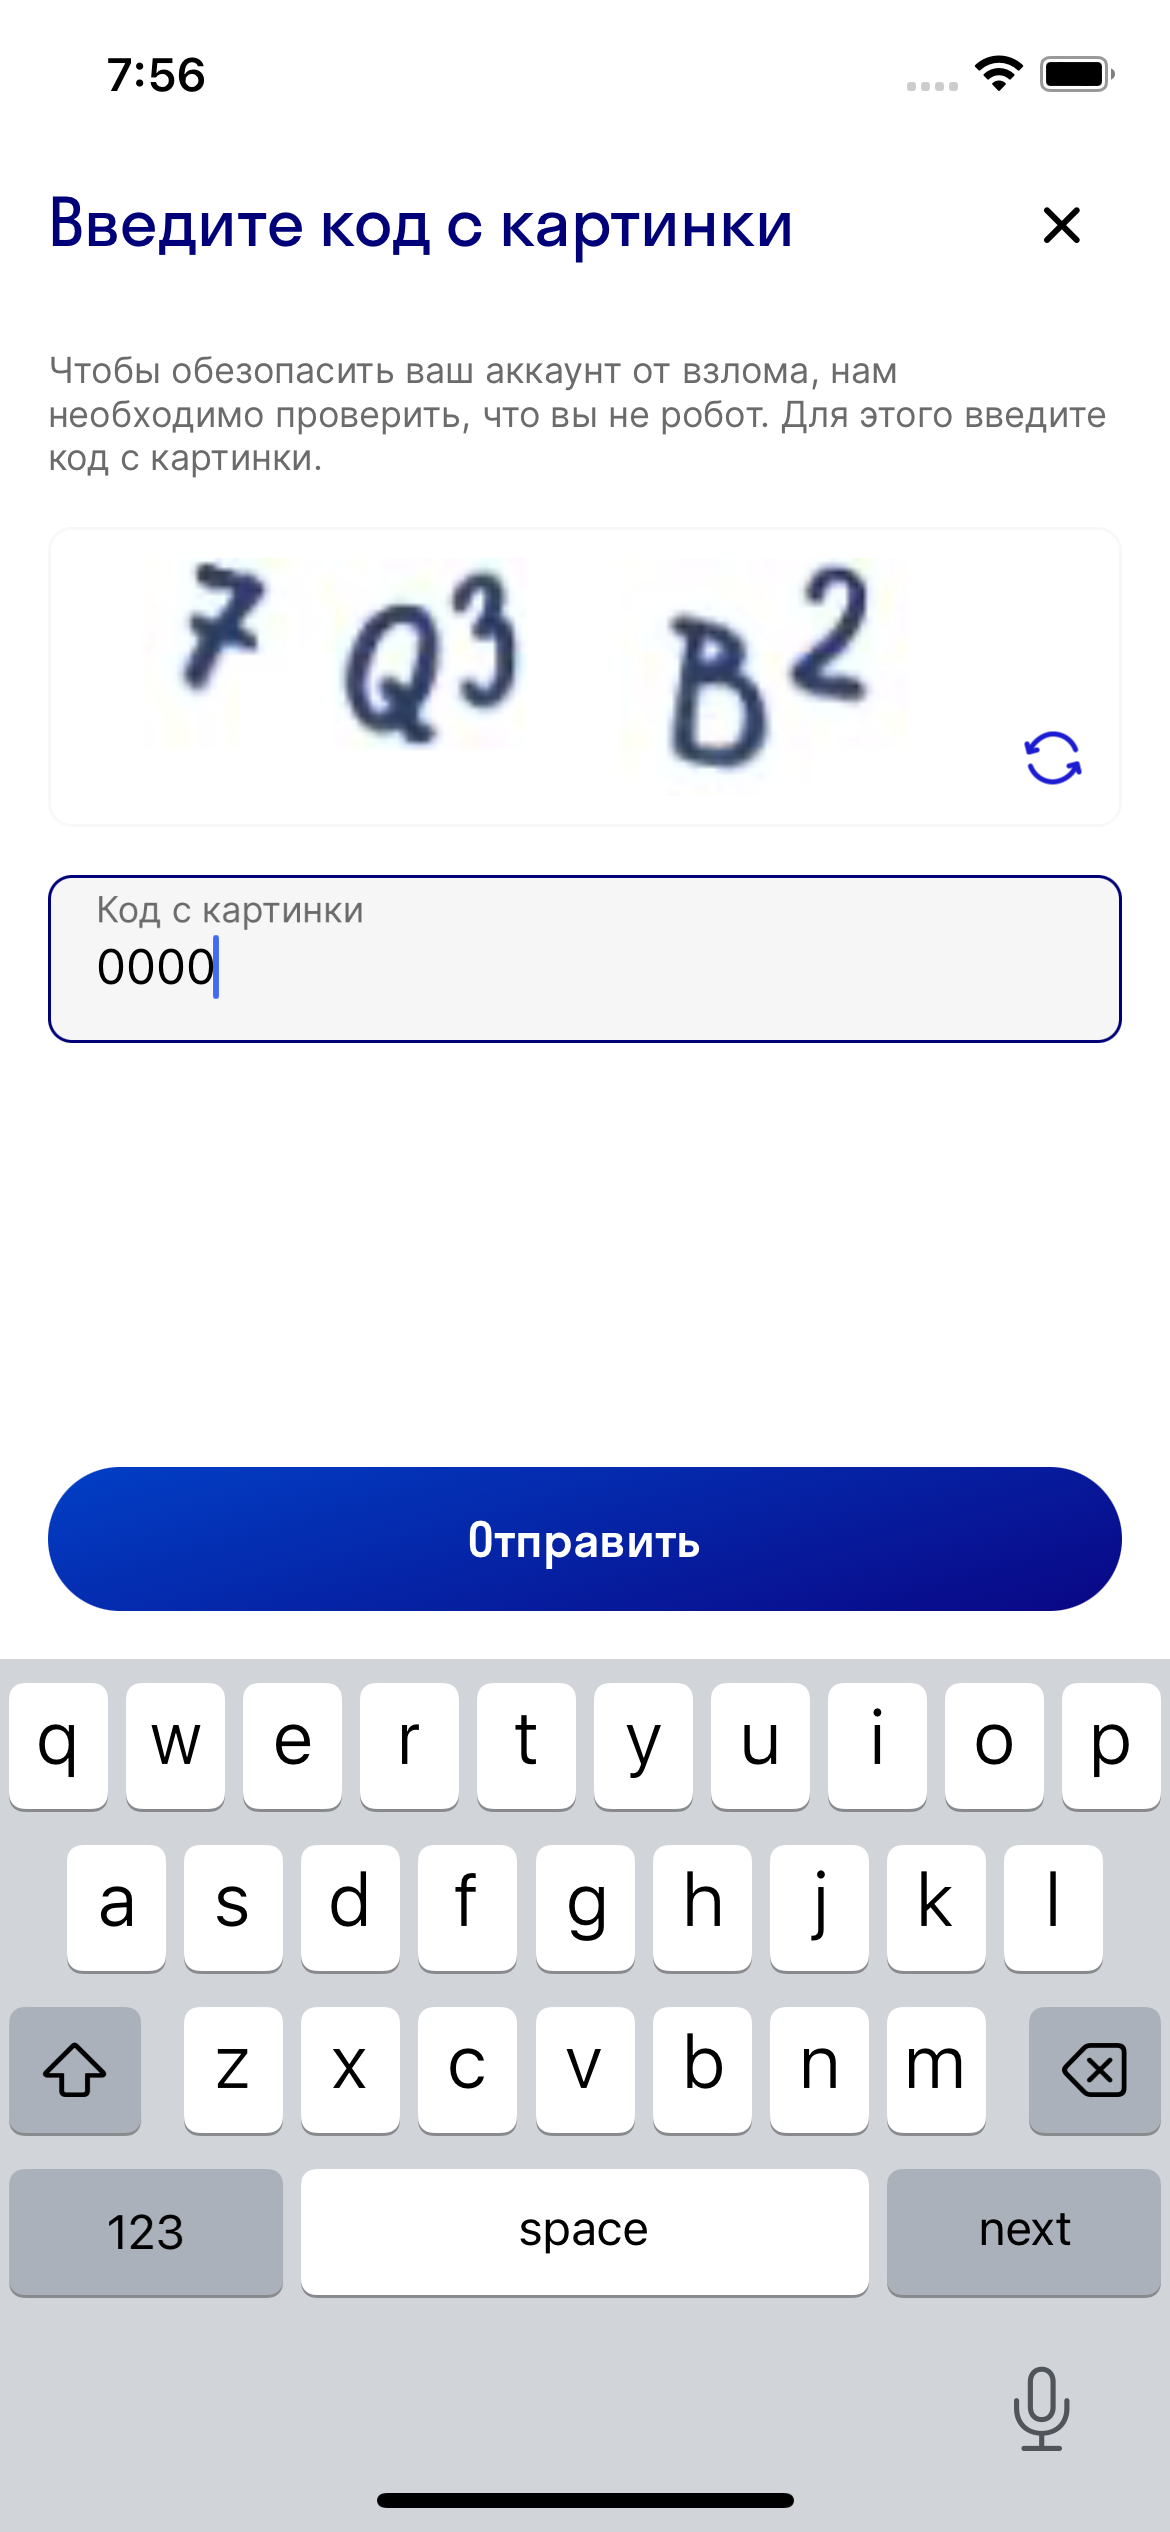 7:56
Введите код с картинки
Чтобы обезопасить ваш аккаунт от взлома, нам
необходимо проверить, что вы не робот. Для этого введите
код с картинки.
7 Q3 B2
Код с картинки
0000
Отправить
q w e r t y u i o p
a s d f g h j k l
z x c v b n m
123 space next